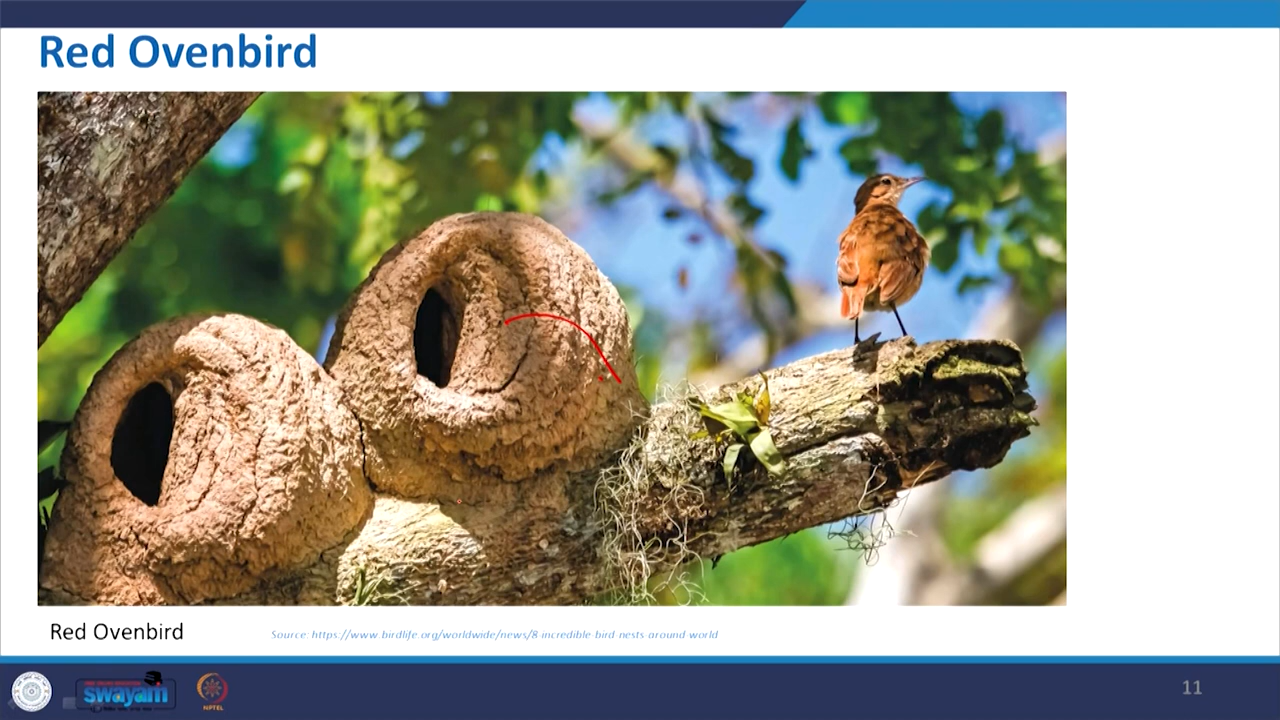 Red Ovenbird
Red Ovenbird
Source: https://www.birdlife.org/worldwide/news/8-incredible-bird-nests-around-world
swayam
NPTEL
11